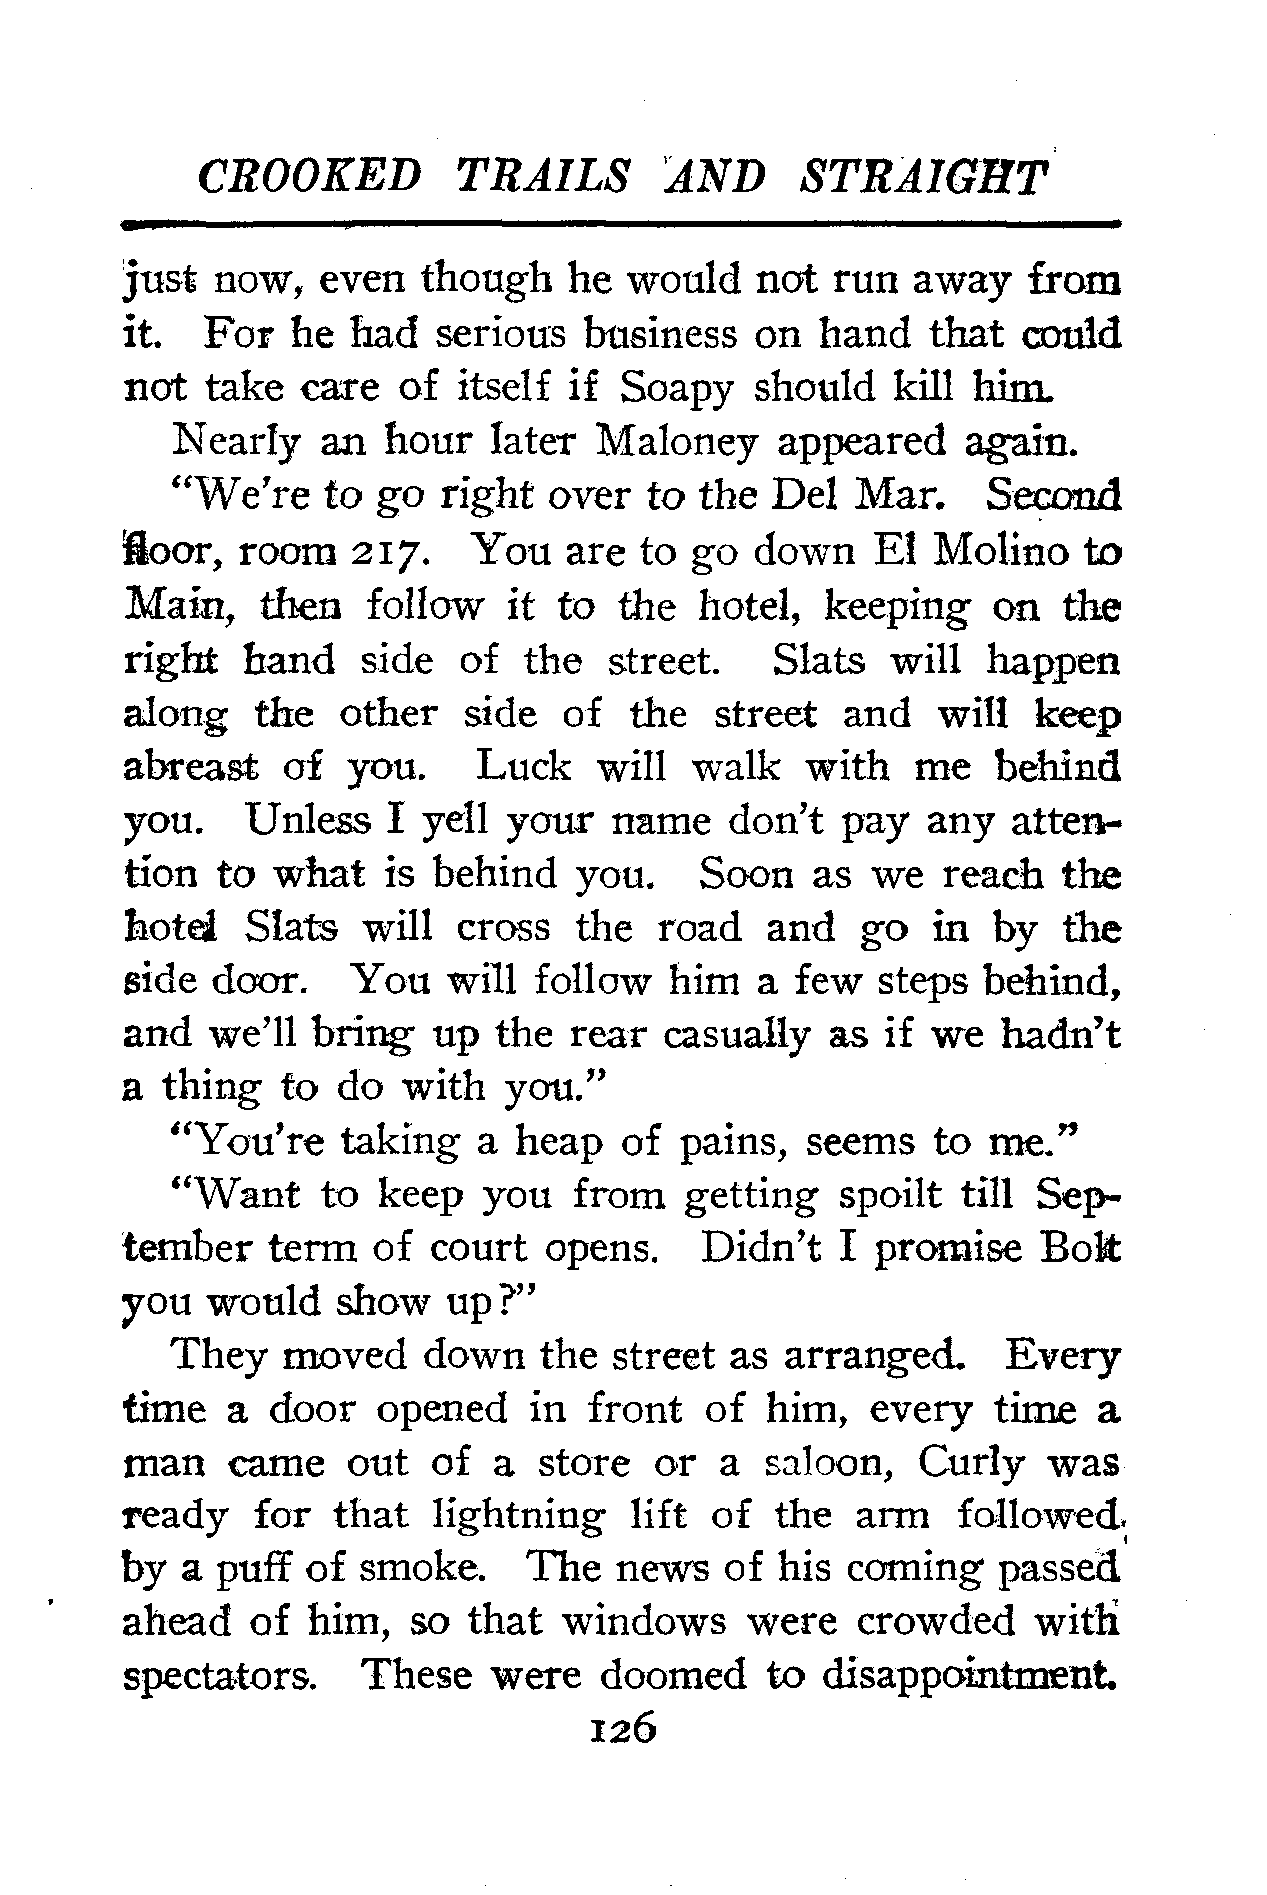 CROOKED TRAILS AND STRAIGHT
just now, even though he would not run away from
it. For he had serious business on hand that could
not take care of itself if Soapy should kill him.
Nearly an hour later Maloney appeared again.
“We're to go right over to the Del Mar. Second
floor, room 217. You are to go down El Molino to
Main, then follow it to the hotel, keeping on the
right hand side of the street. Slats will happen
along the other side of the street and will keep
abreast of you. Luck will walk with me behind
you. Unless I yell your name don't pay any atten-
tion to what is behind you. Soon as we reach the
hotel Slats will cross the road and go in by the
side door. You will follow him a few steps behind,
and we'll bring up the rear casually as if we hadn't
a thing to do with you.”
“You're taking a heap of pains, seems to me.”
“Want to keep you from getting spoilt till Sep-
tember term of court opens. Didn't I promise Bolt
you would show up?”
They moved down the street as arranged. Every
time a door opened in front of him, every time a
man came out of a store or a saloon, Curly was
ready for that lightning lift of the arm followed
by a puff of smoke. The news of his coming passed
ahead of him, so that windows were crowded with
spectators. These were doomed to disappointment.
126